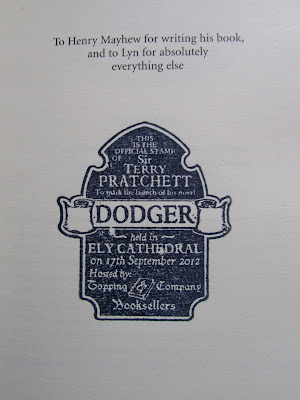 To Henry Mayhew for writing his book,
and to Lyn for absolutely
everything else
THIS
IS THE
OFFICIAL STAMP
OF Sir
TERRY
PRATCHETT
To mark the launch of his novel
DODGER
held in
ELY CATHEDRAL
on 17th September 2012
Hosted by:
Topping & Company
Booksellers